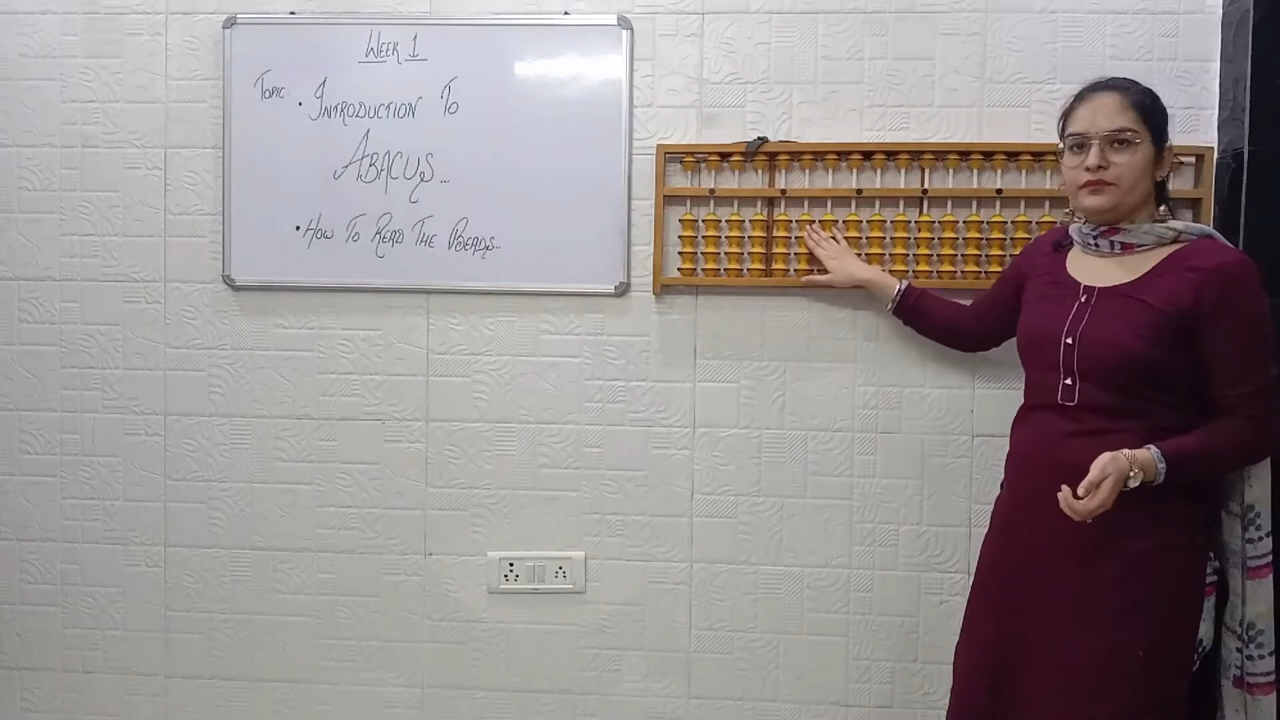 WEEK 1
TOPIC: • INTRODUCTION TO
ABACUS...
• HOW TO READ THE BEADS...